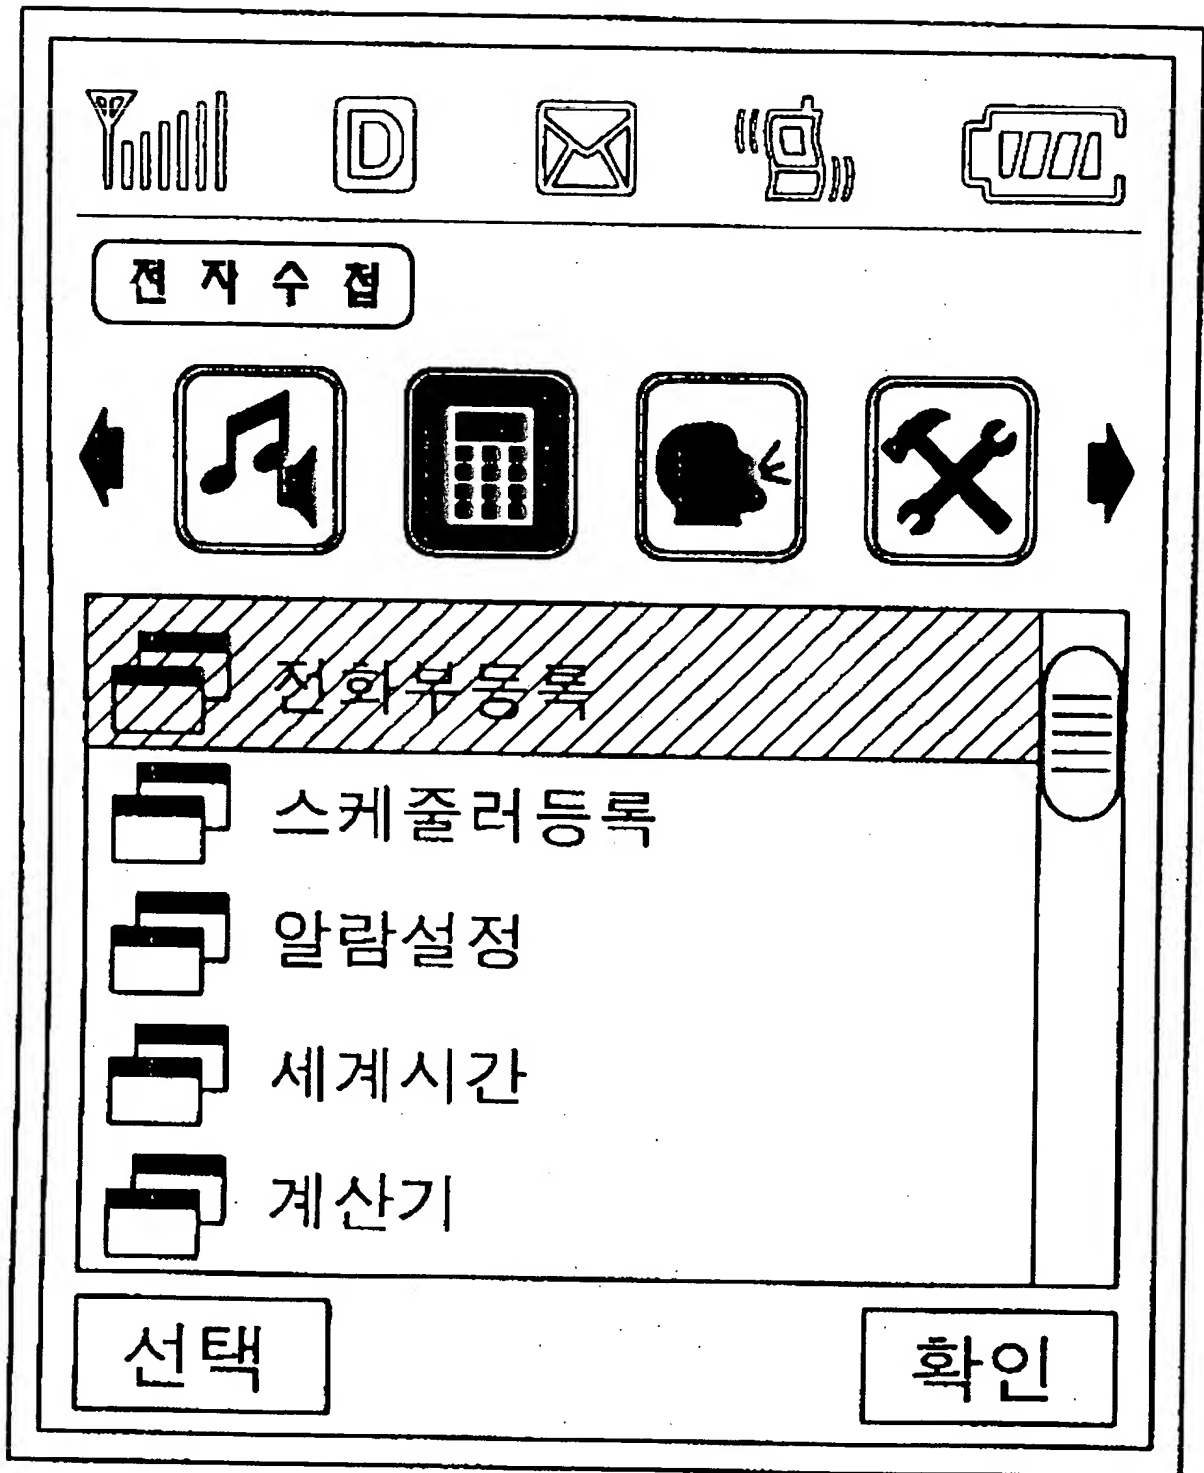 D
전자수첩
전화부등록
스케줄러등록
알람설정
세계시간
계산기
선택
확인